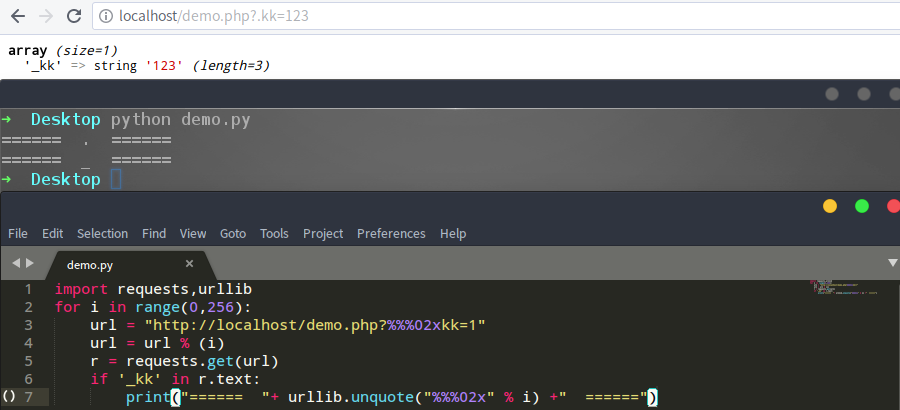 localhost/demo.php?.kk=123
array (size=1)
'_kk' => string '123' (length=3)
→ Desktop python demo.py
====== . ======
====== _ ======
→ Desktop
File Edit Selection Find View Goto Tools Project Preferences Help
demo.py ×
1 import requests,urllib
2 for i in range(0,256):
3     url = "http://localhost/demo.php?%%%02xkk=1"
4     url = url % (i)
5     r = requests.get(url)
6     if '_kk' in r.text:
() 7         print("======  "+ urllib.unquote("%%%02x" % i) +"  ======")